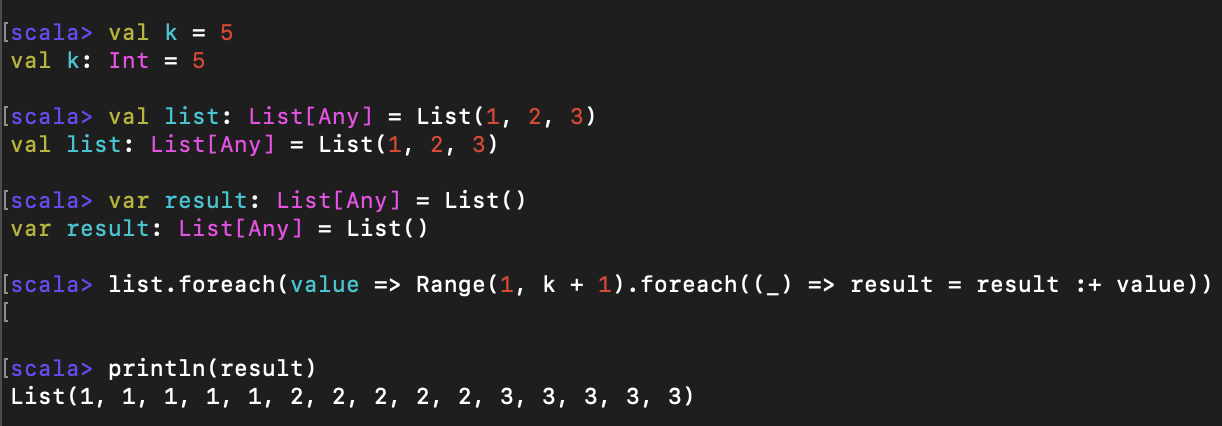 [scala> val k = 5
val k: Int = 5
[scala> val list: List[Any] = List(1, 2, 3)
val list: List[Any] = List(1, 2, 3)
[scala> var result: List[Any] = List()
var result: List[Any] = List()
[scala> list.foreach(value => Range(1, k + 1).foreach((_) => result = result :+ value))
[
[scala> println(result)
List(1, 1, 1, 1, 1, 2, 2, 2, 2, 2, 3, 3, 3, 3, 3)